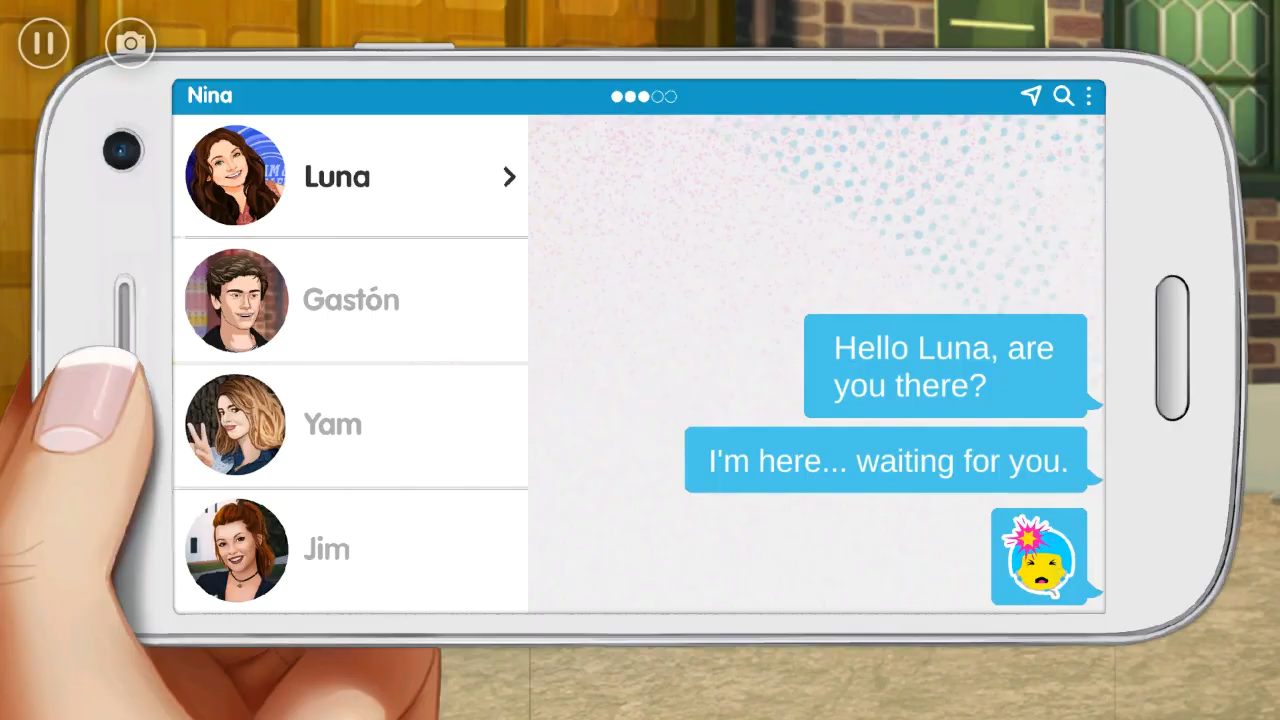 Nina
Luna
Gastón
Yam
Jim
Hello Luna, are
you there?
I'm here... waiting for you.